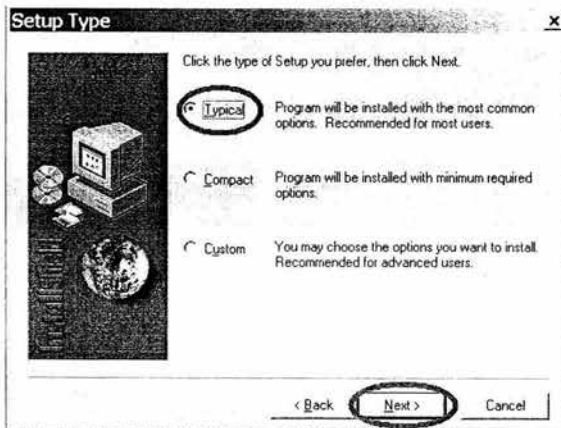 Setup Type
Click the type of Setup you prefer, then click Next.
Typical
Program will be installed with the most common
options. Recommended for most users.
Compact
Program will be installed with minimum required
options.
Custom
You may choose the options you want to install.
Recommended for advanced users.
< Back
Next >
Cancel